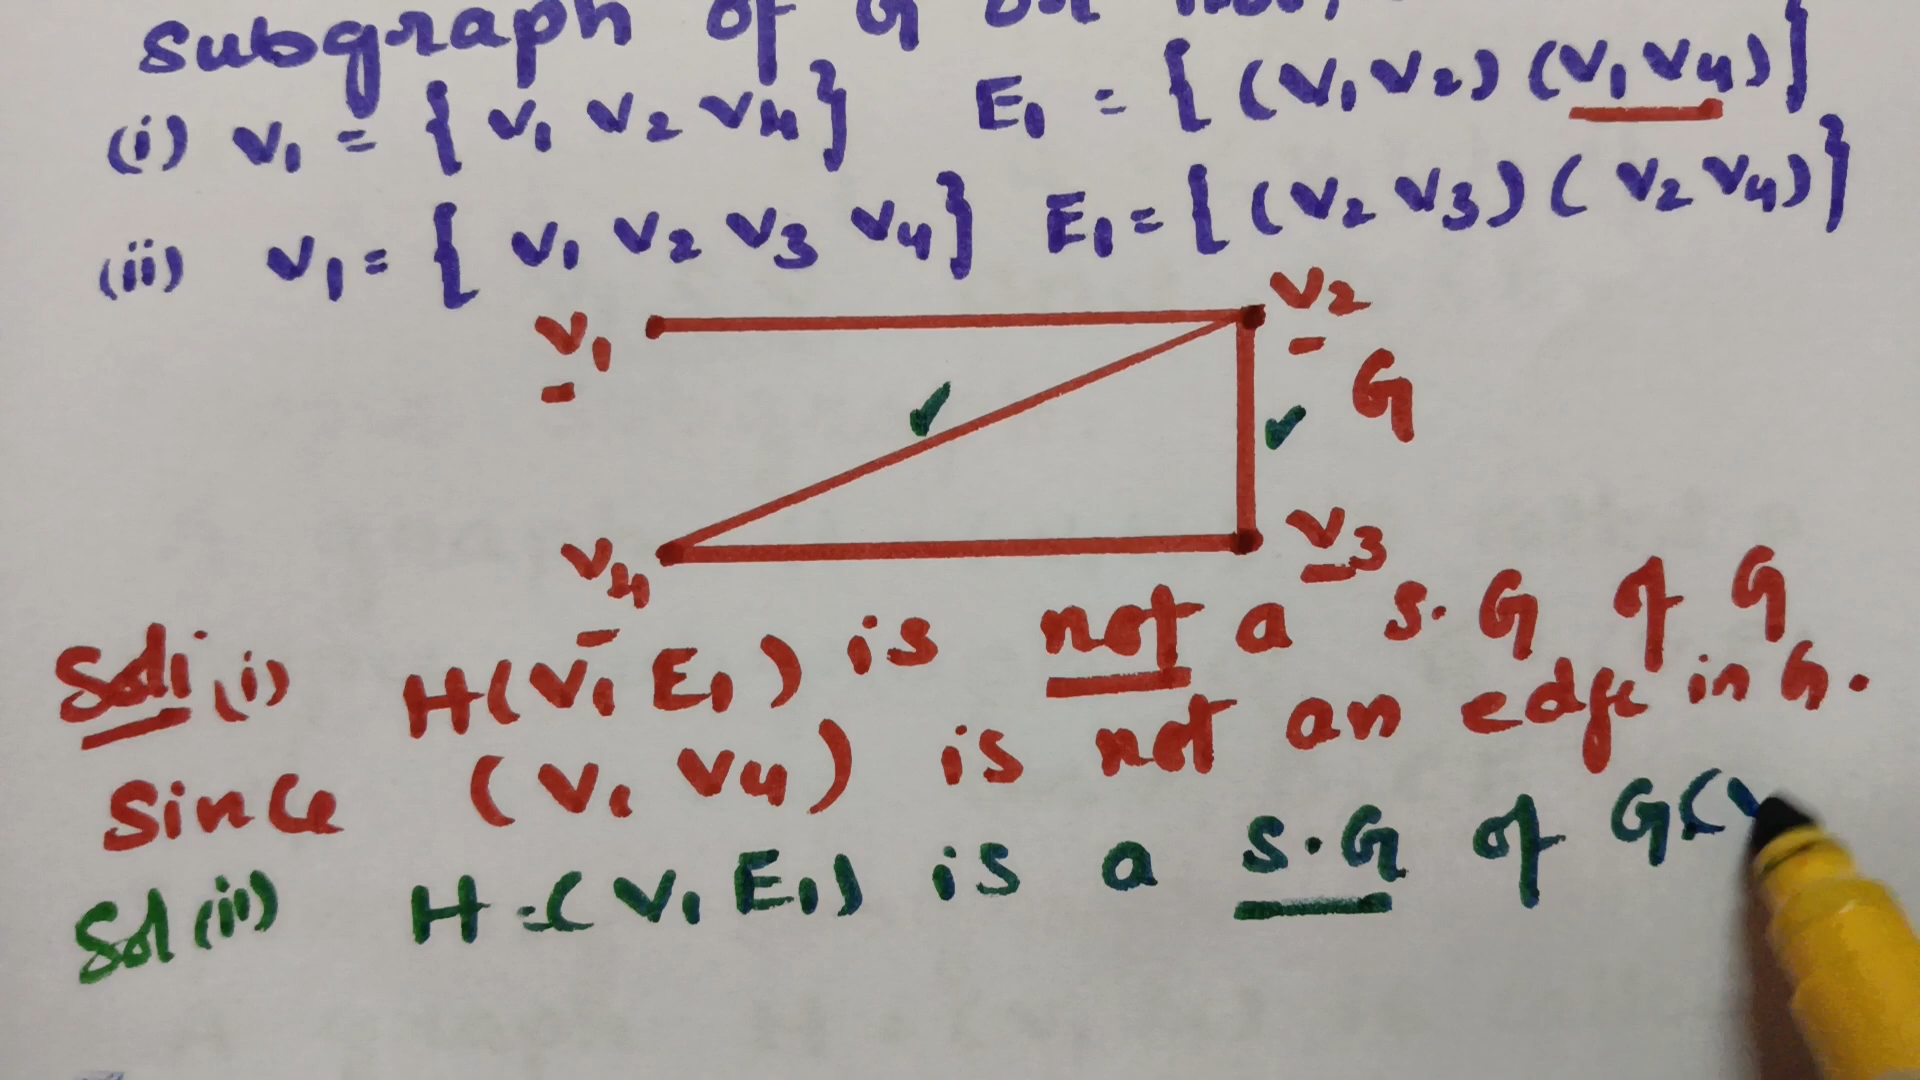 subgraph of G or not,
(i) V₁ = { V₁ V₂ V₄} E₁ = { (V₁ V₂) (V₁ V₄)}
(ii) V₁ = { V₁ V₂ V₃ V₄} E₁ = { (V₂ V₃) ( V₂ V₄)}
V₁ V₂
G
V₄ V₃
Sol: (i) H(V₁ E₁) is not a S.G of G
Since (V₁ V₄) is not an edge in G.
Sol (ii) H = (V₁ E₁) is a S.G of G(V